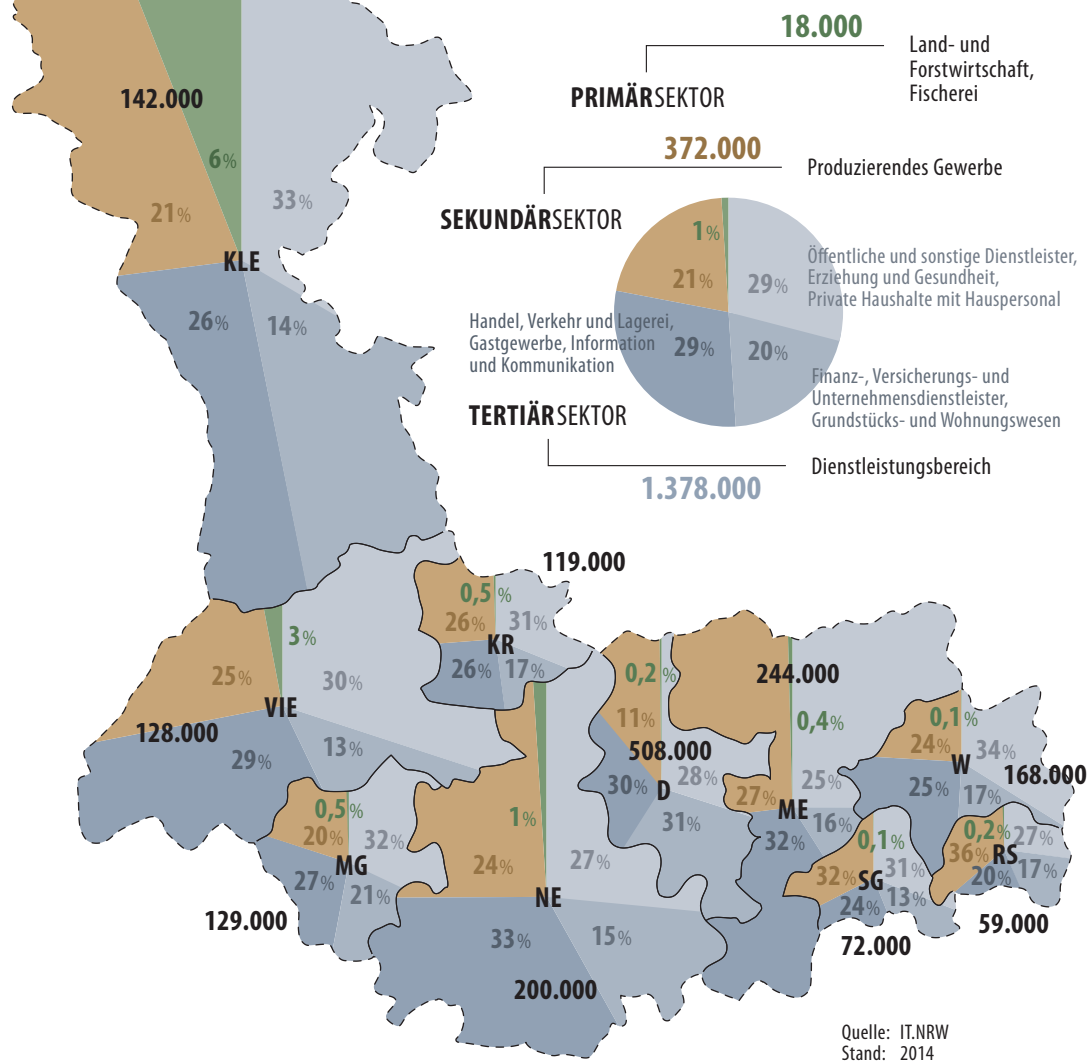 18.000
Land- und
Forstwirtschaft,
Fischerei
PRIMÄRSEKTOR
372.000
Produzierendes Gewerbe
SEKUNDÄRSEKTOR
1%
21%
29%
29%
20%
Öffentliche und sonstige Dienstleister,
Erziehung und Gesundheit,
Private Haushalte mit Hauspersonal
Handel, Verkehr und Lagerei,
Gastgewerbe, Information
und Kommunikation
Finanz-, Versicherungs- und
Unternehmensdienstleister,
Grundstücks- und Wohnungswesen
TERTIÄRSEKTOR
Dienstleistungsbereich
1.378.000
142.000
6%
21%
33%
KLE
26%
14%
119.000
0,5%
26%
31%
KR
26%
17%
3%
25%
30%
VIE
128.000
29%
13%
0,2%
11%
508.000
28%
30%
D
31%
244.000
0,4%
27%
25%
ME
16%
32%
0,1%
24%
34%
W
168.000
25%
17%
0,5%
20%
32%
MG
27%
21%
129.000
1%
24%
27%
NE
33%
15%
200.000
0,1%
32%
31%
SG
24%
13%
72.000
0,2%
27%
36%
RS
20%
17%
59.000
Quelle: IT.NRW
Stand: 2014